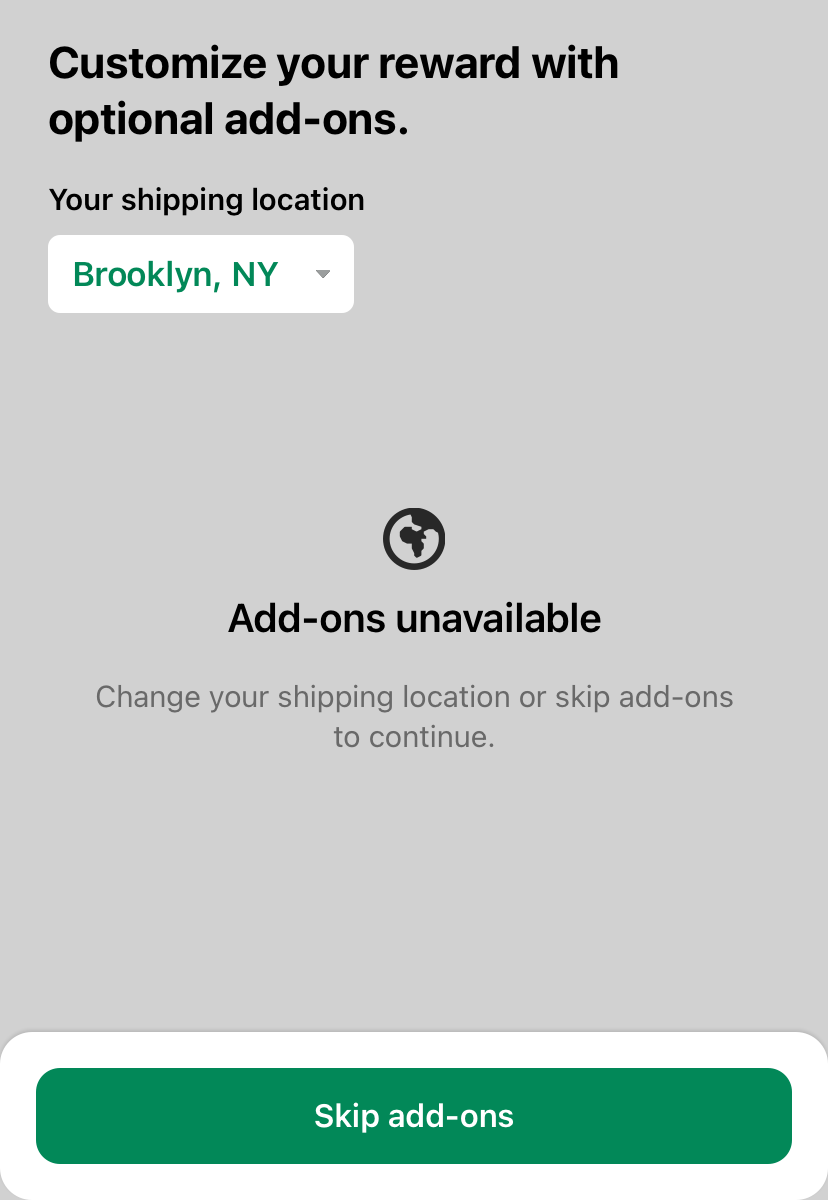 Customize your reward with
optional add-ons.
Your shipping location
Brooklyn, NY
Add-ons unavailable
Change your shipping location or skip add-ons
to continue.
Skip add-ons